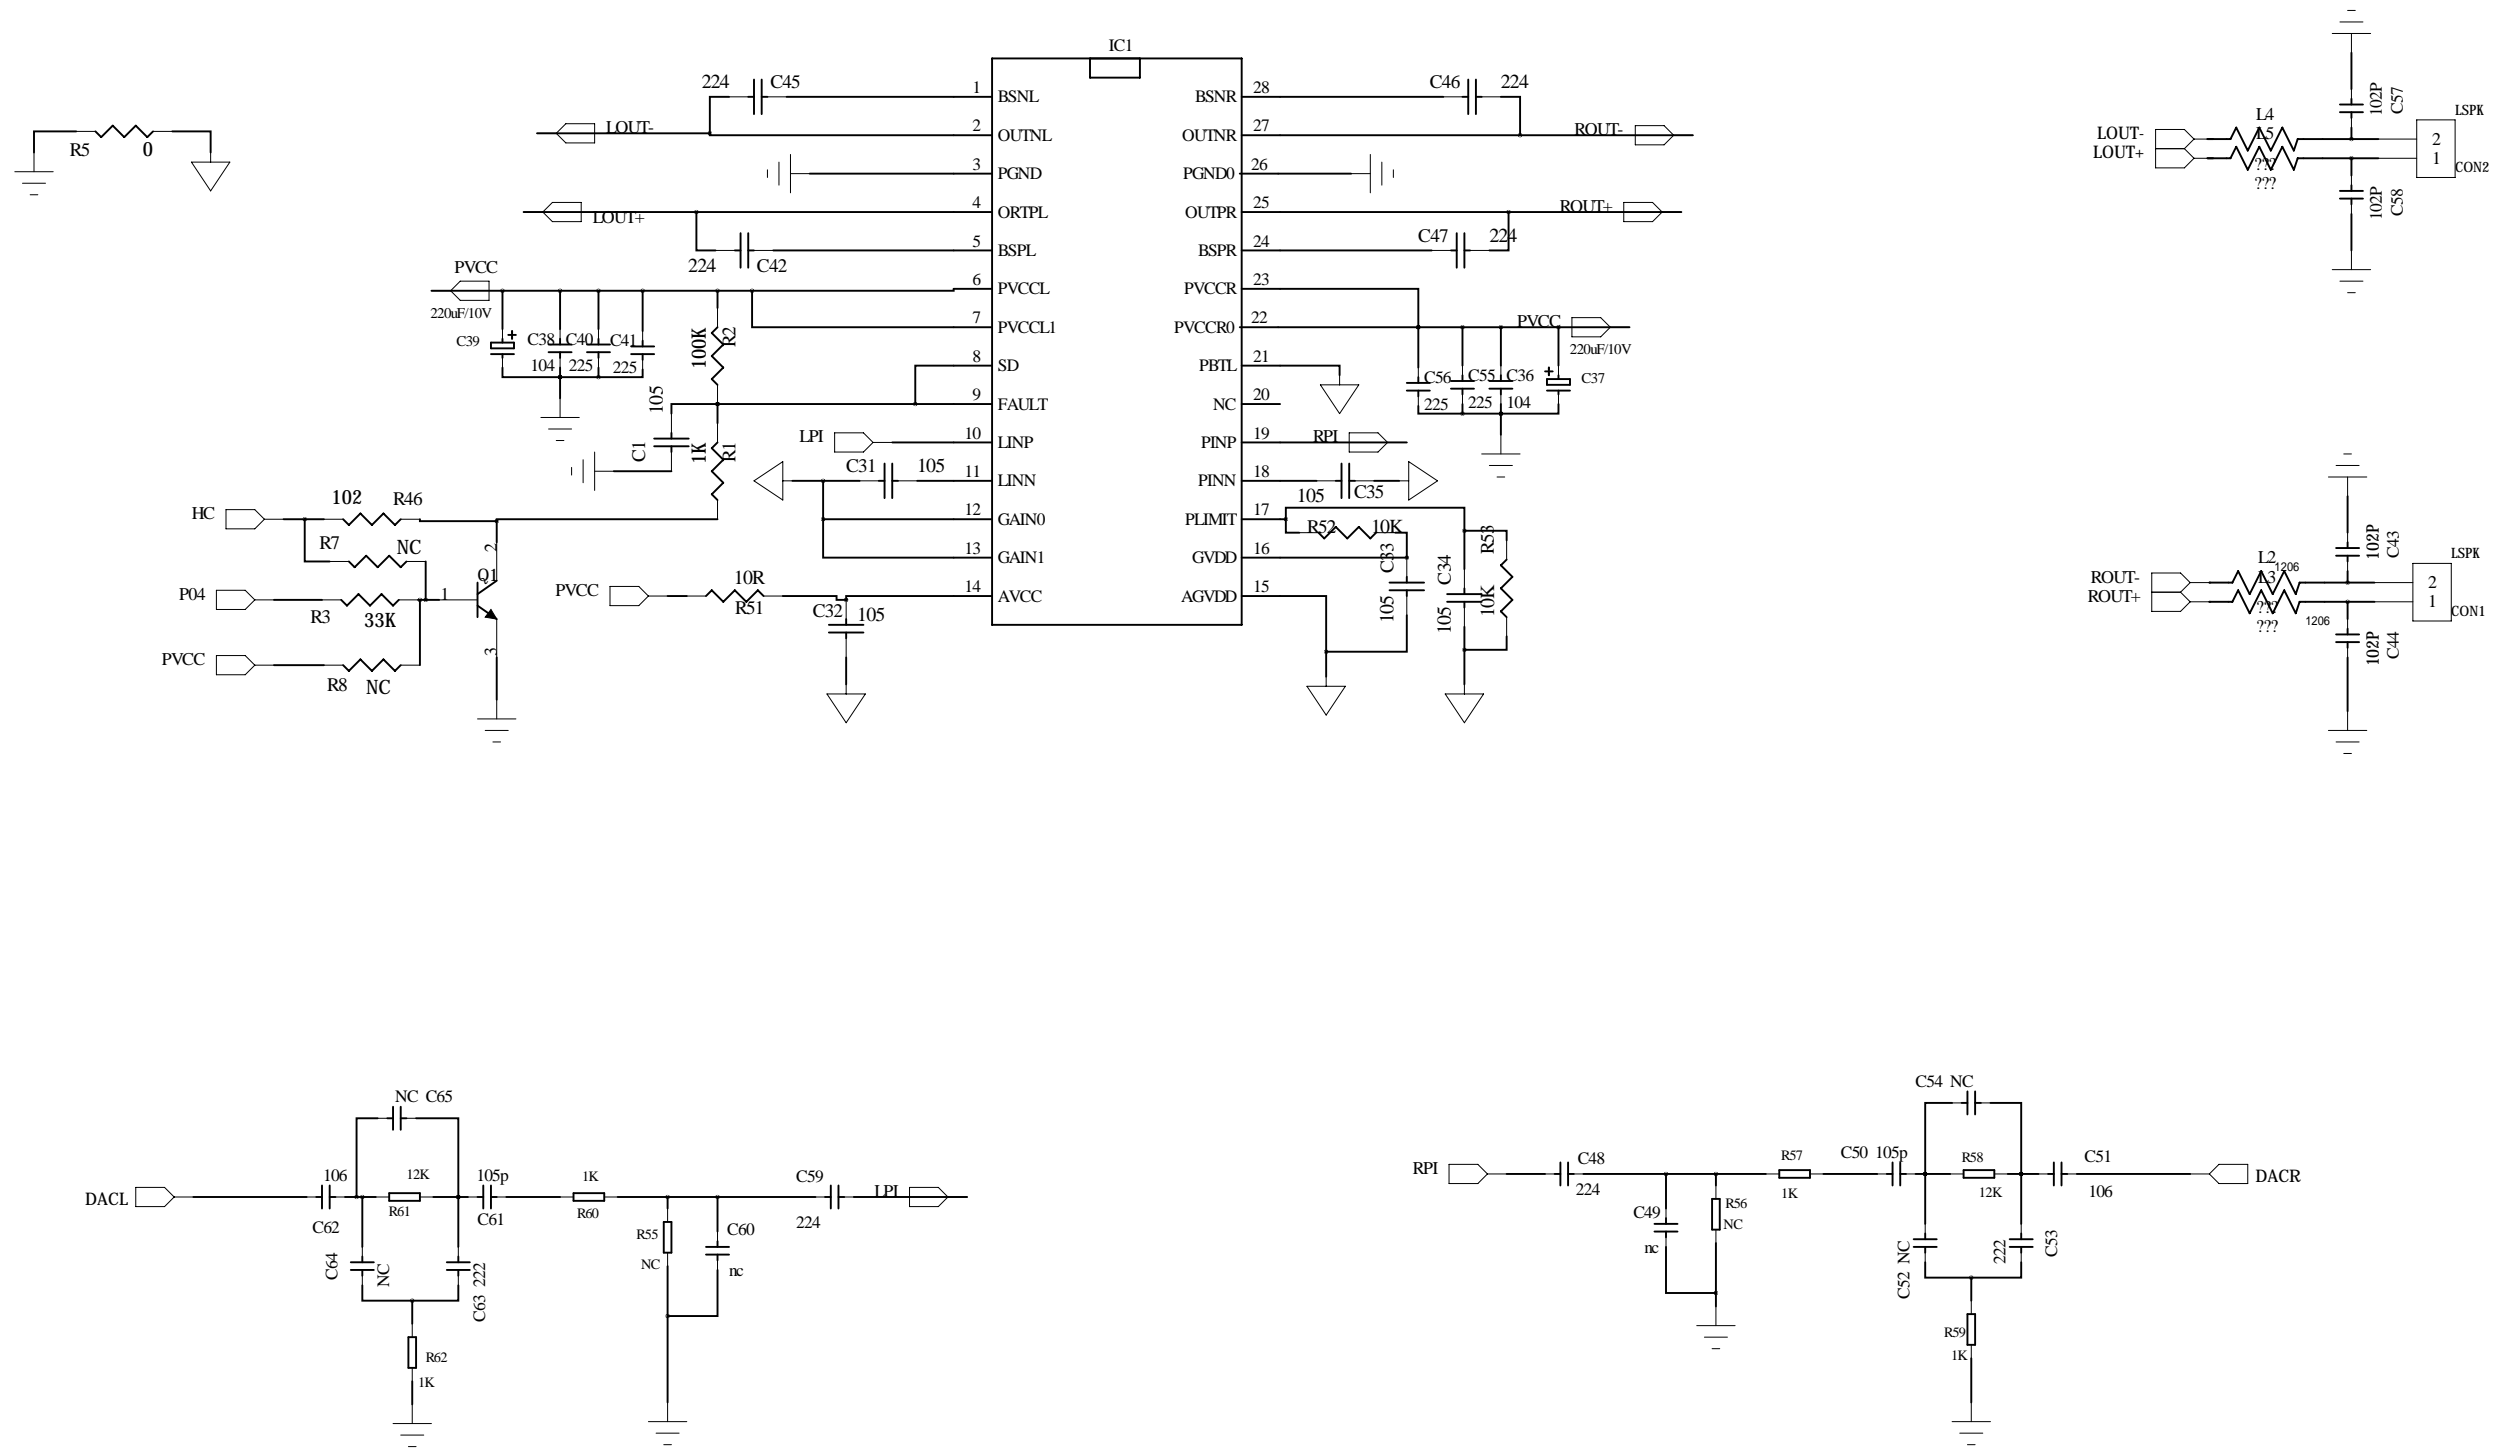 IC1
224 C45
1 BSNL
LOUT-
2 OUTNL
3 PGND
LOUT+
4 ORTPL
5 BSPL
224 C42
PVCC
6 PVCCL
220uF/10V
7 PVCCL1
C39 + C38 C40 C41
104 225 225
100K R2
8 SD
105
9 FAULT
C1
1K R1
LPI
10 LINP
C31 105
11 LINN
12 GAIN0
13 GAIN1
PVCC
10R
R51
C32 105
14 AVCC
28 BSNR
C46 224
27 OUTNR
ROUT-
26 PGND0
25 OUTPR
ROUT+
24 BSPR
C47 224
23 PVCCR
22 PVCCR0
PVCC
220uF/10V
21 PBTL
C56 C55 C36 + C37
225 225 104
20 NC
19 PINP
RPI
18 PINN
105 C35
17 PLIMIT
R52 10K
R53
10K
16 GVDD
C33
105
C34
105
15 AGVDD
R5 0
HC
102 R46
R7 NC
P04
R3 33K
PVCC
R8 NC
Q1
1
2
3
102P C57
L4
L5
LOUT-
LOUT+
???
???
LSPK
2
1
CON2
102P C58
102P C43
L2
1206
L3
ROUT-
ROUT+
???
???
1206
LSPK
2
1
CON1
102P C44
NC C65
DACL
106
C62
12K
R61
105p
C61
1K
R60
C64
NC
C63 222
R62
1K
R55
NC
C60
nc
C59
224
LPI
RPI
C48
224
C49
nc
R56
NC
R57
1K
C50 105p
C54 NC
R58
12K
C51
106
DACR
C52 NC
222
C53
R59
1K